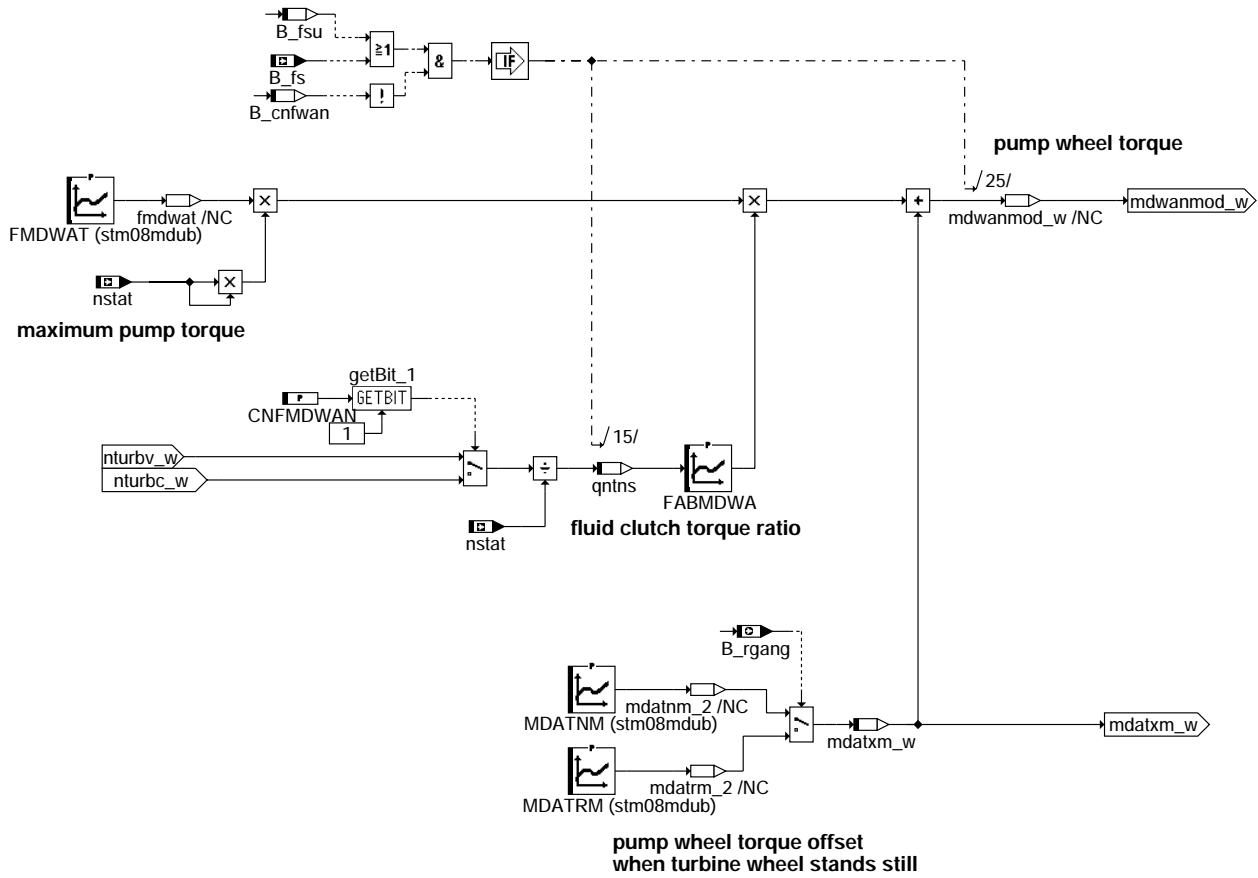 B_fsu
≧1
B_fs
&
IF
B_cnfwan
!
pump wheel torque
/25/
P
fmdwat /NC
×
×
+
mdwanmod_w /NC
mdwanmod_w
FMDWAT (stm08mdub)
nstat
×
maximum pump torque
getBit_1
P
GETBIT
CNFMDWAN
1
/15/
nturbv_w
nturbc_w
÷
qntns
P
FABMDWA
nstat
fluid clutch torque ratio
B_rgang
P
mdatnm_2 /NC
MDATNM (stm08mdub)
mdatxm_w
mdatxm_w
P
mdatrm_2 /NC
MDATRM (stm08mdub)
pump wheel torque offset
when turbine wheel stands still